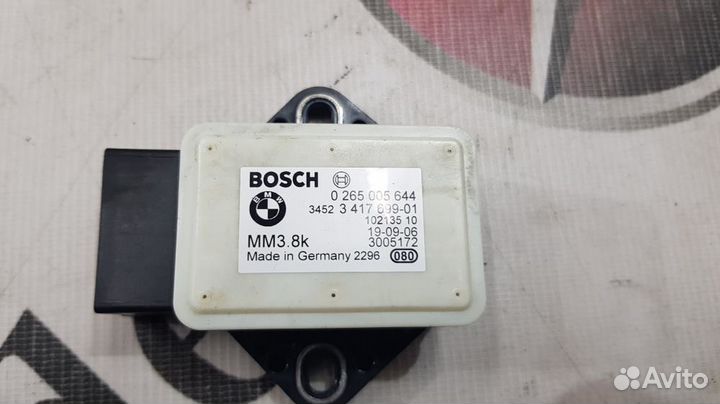 BOSCH
BMW
0 265 005 644
3452 3 417 699-01
102135 10
19-09-06
MM3.8k 3005172
Made in Germany 2296 080
Avito